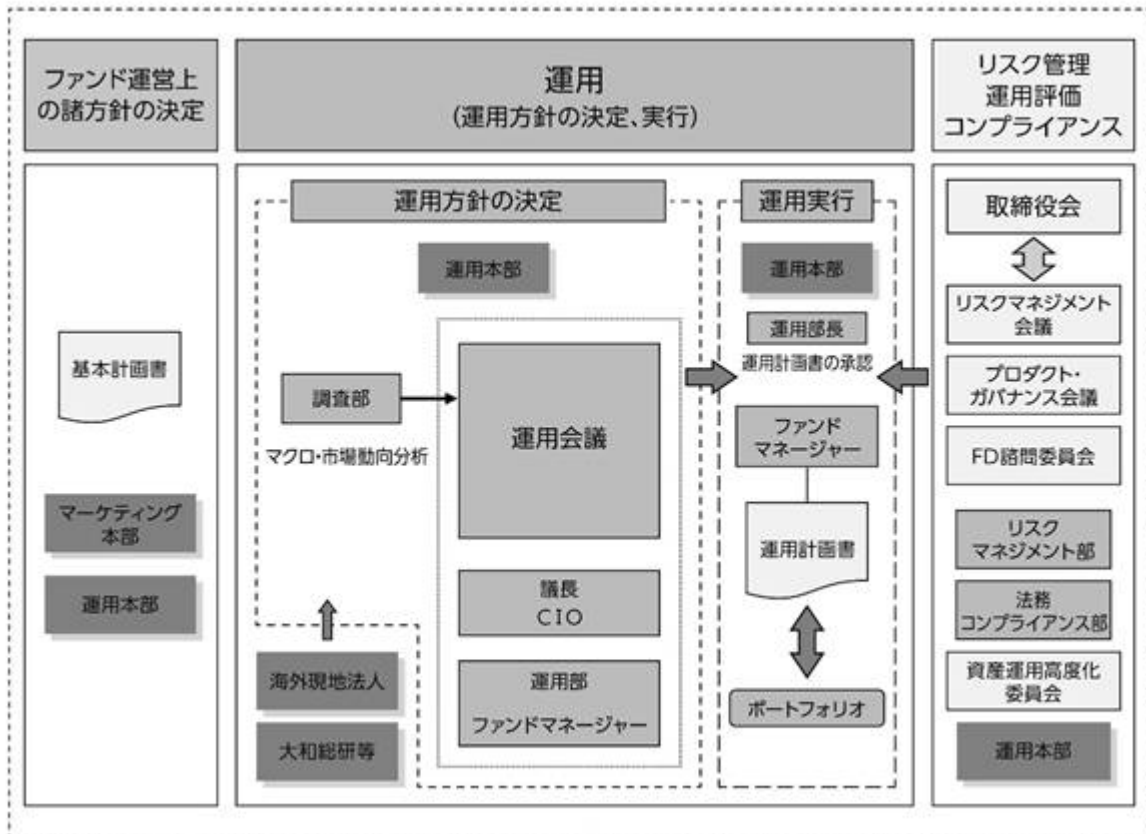 ファンド運営上
の諸方針の決定
運用
(運用方針の決定、実行)
リスク管理
運用評価
コンプライアンス
基本計画書
マーケティング
本部
運用本部
運用方針の決定
運用本部
調査部
マクロ・市場動向分析
運用会議
議長
CIO
運用部
ファンドマネージャー
海外現地法人
大和総研等
運用実行
運用本部
運用部長
運用計画書の承認
ファンド
マネージャー
運用計画書
ポートフォリオ
取締役会
リスクマネジメント
会議
プロダクト・
ガバナンス会議
FD諮問委員会
リスク
マネジメント部
法務
コンプライアンス部
資産運用高度化
委員会
運用本部